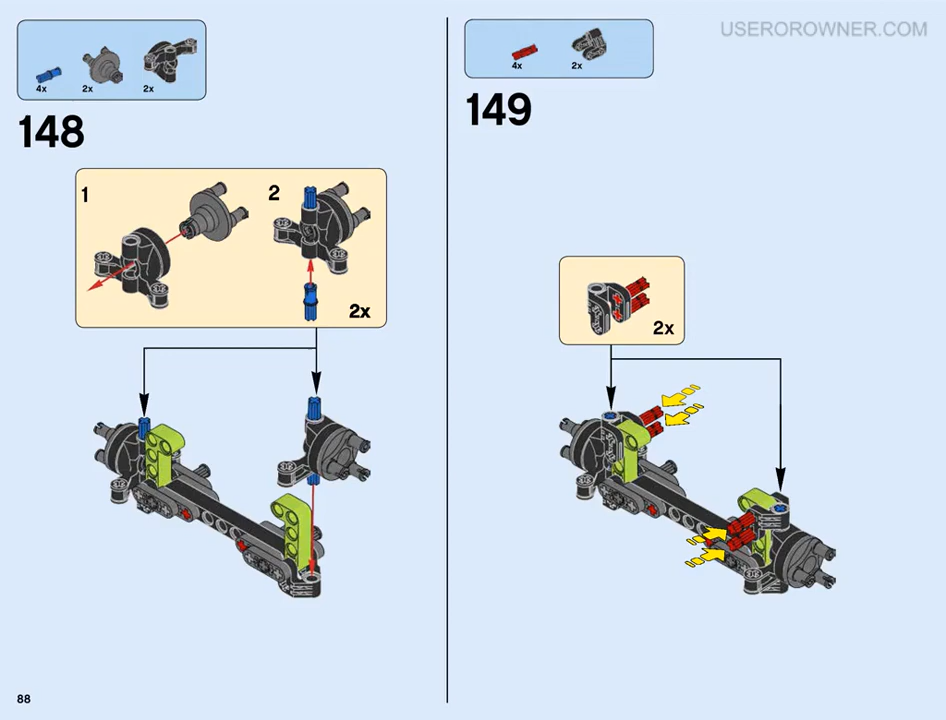 USEROROWNER.COM
4x 2x 2x
148
1 2
2x
4x 2x
149
2x
88